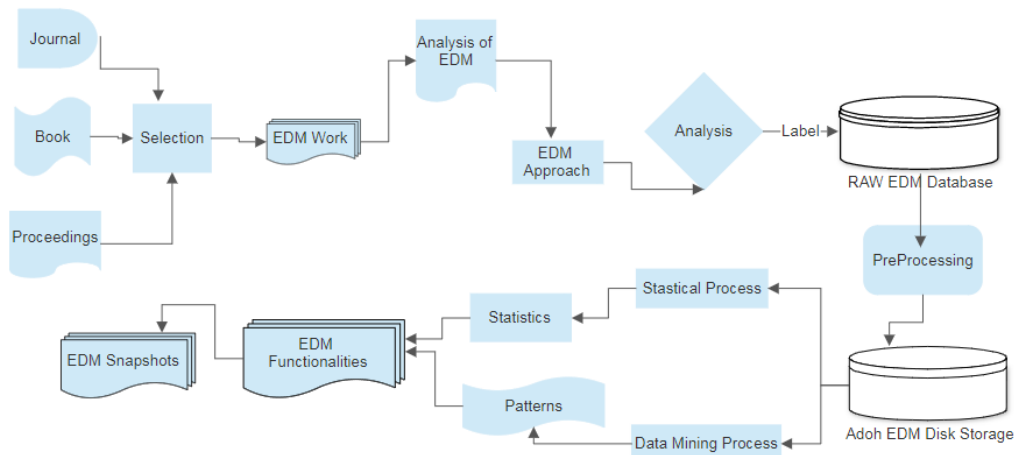 Journal
Analysis of
EDM
Book
Selection
EDM Work
Analysis
Label
EDM
Approach
RAW EDM Database
Proceedings
PreProcessing
Stastical Process
Statistics
EDM
Functionalities
EDM Snapshots
Patterns
Data Mining Process
Adoh EDM Disk Storage